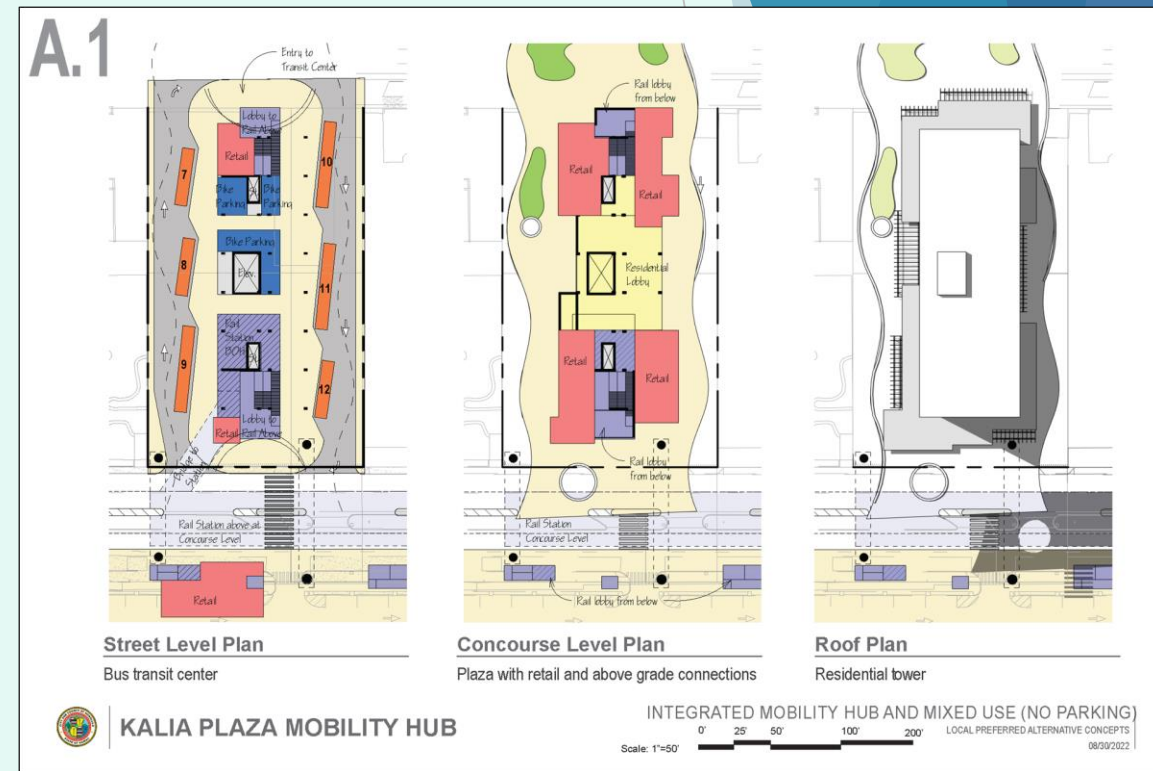 A.1
Entry to
Transit Center
Lobby to
Rail Above
Retail
Bike
Parking
Bike
Parking
Bike Parking
Elev.
Rail
Station
BOH
Lobby to
Rail Above
Retail
Bridge to
Station
Rail Station above at
Concourse Level
Retail
7
8
9
10
11
12
Street Level Plan
Bus transit center
Rail lobby
from below
Retail
Retail
Residential
Lobby
Retail
Retail
Rail lobby
from below
Rail Station
Concourse Level
Rail lobby from below
Concourse Level Plan
Plaza with retail and above grade connections
Roof Plan
Residential tower
KALIA PLAZA MOBILITY HUB
INTEGRATED MOBILITY HUB AND MIXED USE (NO PARKING)
LOCAL PREFERRED ALTERNATIVE CONCEPTS
08/30/2022
Scale: 1"=50'
0' 25' 50' 100' 200'